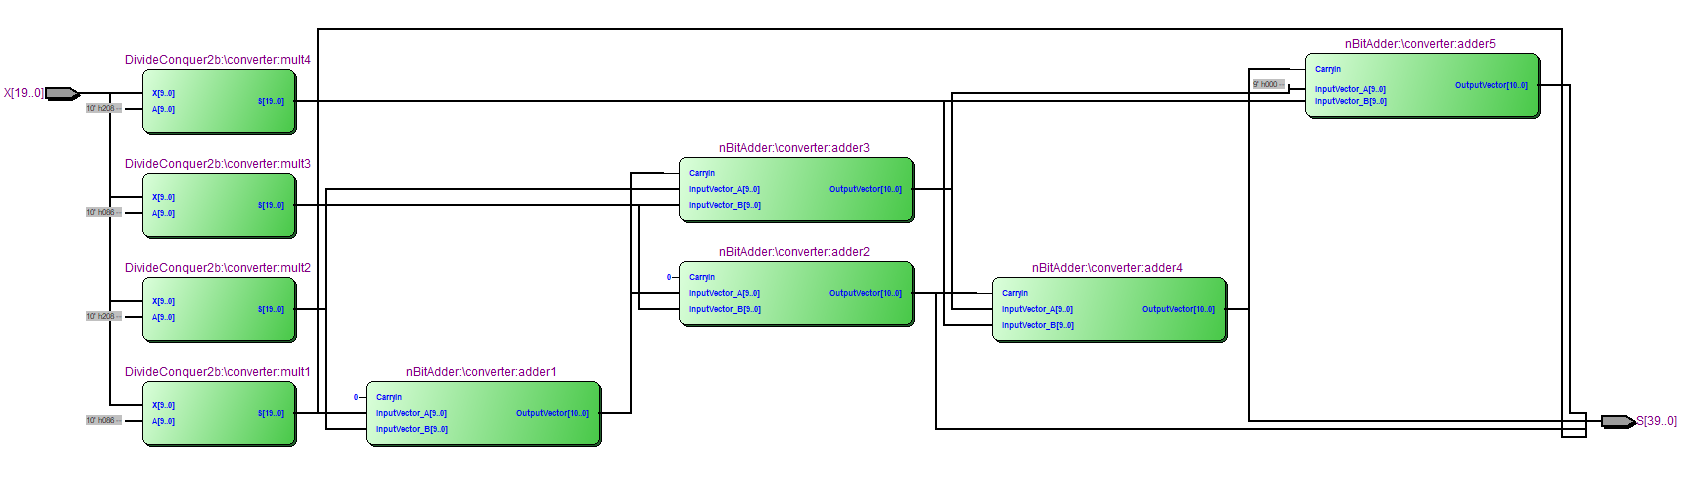 X[19..0]
DivideConquer2b:\converter:mult4
X[9..0]
A[9..0]
S[19..0]
10' h208 --
DivideConquer2b:\converter:mult3
X[9..0]
A[9..0]
S[19..0]
10' h086 --
DivideConquer2b:\converter:mult2
X[9..0]
A[9..0]
S[19..0]
10' h208 --
DivideConquer2b:\converter:mult1
X[9..0]
A[9..0]
S[19..0]
10' h086 --
nBitAdder:\converter:adder1
0
CarryIn
InputVector_A[9..0]
InputVector_B[9..0]
OutputVector[10..0]
nBitAdder:\converter:adder3
CarryIn
InputVector_A[9..0]
InputVector_B[9..0]
OutputVector[10..0]
nBitAdder:\converter:adder2
0
CarryIn
InputVector_A[9..0]
InputVector_B[9..0]
OutputVector[10..0]
nBitAdder:\converter:adder4
CarryIn
InputVector_A[9..0]
InputVector_B[9..0]
OutputVector[10..0]
nBitAdder:\converter:adder5
9' h000 --
CarryIn
InputVector_A[9..0]
InputVector_B[9..0]
OutputVector[10..0]
S[39..0]